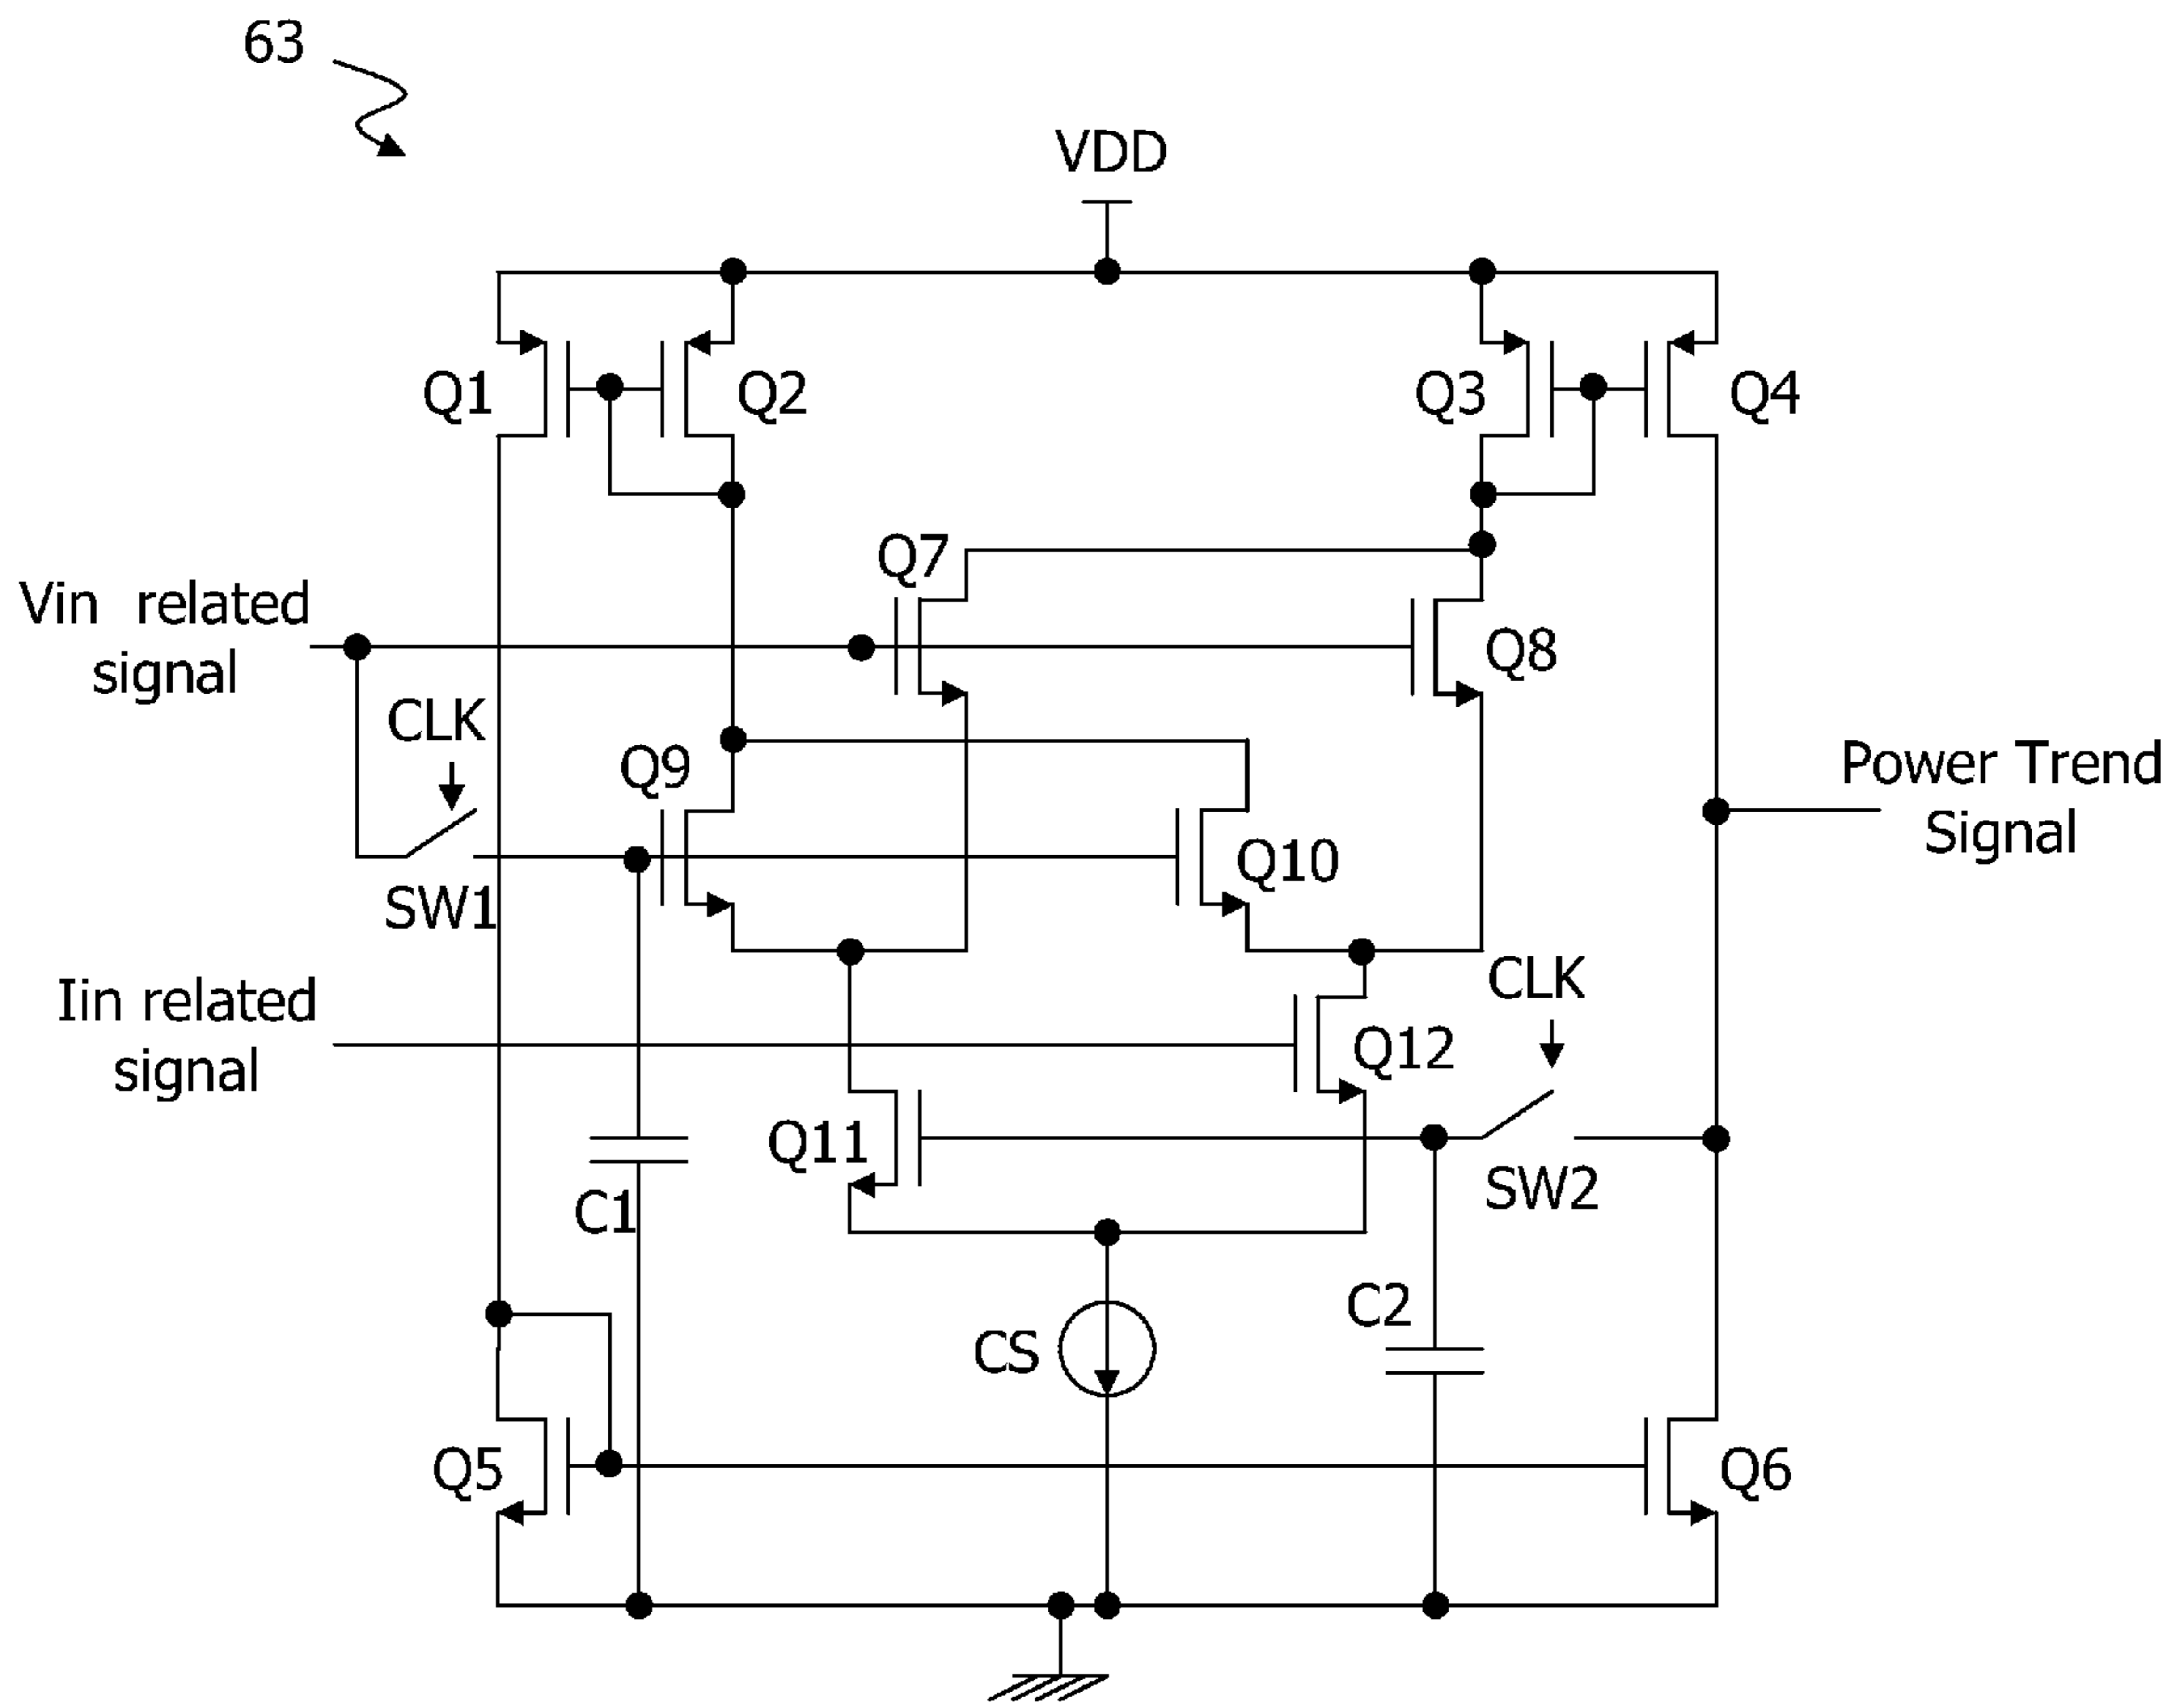 63
VDD
Q1
Q2
Q3
Q4
Q7
Vin related
signal
Q8
CLK
Q9
Power Trend
Signal
Q10
SW1
Iin related
signal
CLK
Q12
Q11
SW2
C1
C2
CS
Q5
Q6